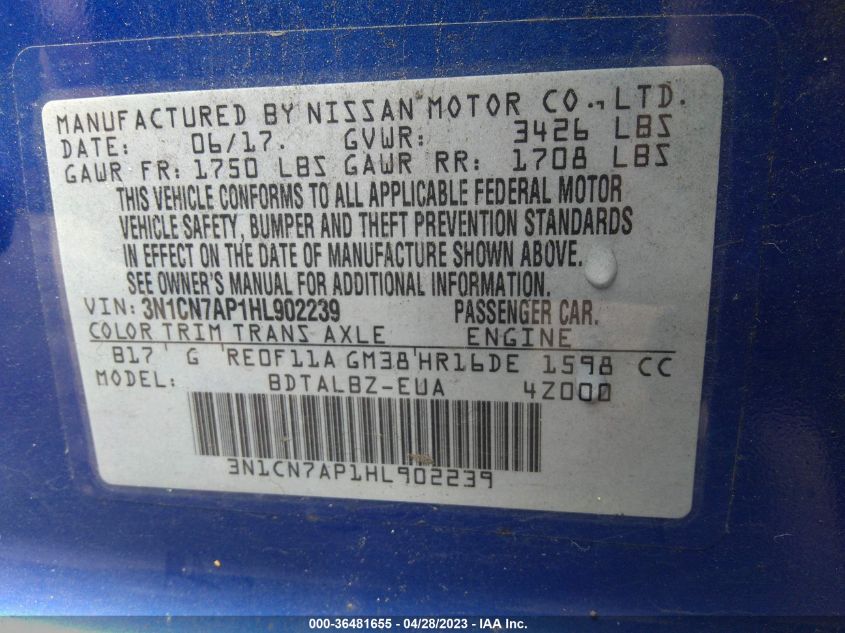 MANUFACTURED BY NISSAN MOTOR CO., LTD.
DATE: 06/17. GVWR: 3426 LBS
GAWR FR: 1750 LBS GAWR RR: 1708 LBS
THIS VEHICLE CONFORMS TO ALL APPLICABLE FEDERAL MOTOR
VEHICLE SAFETY, BUMPER AND THEFT PREVENTION STANDARDS
IN EFFECT ON THE DATE OF MANUFACTURE SHOWN ABOVE.
SEE OWNER'S MANUAL FOR ADDITIONAL INFORMATION.
VIN: 3N1CN7AP1HL902239 PASSENGER CAR.
COLOR TRIM TRANS AXLE ENGINE
B17 G RE0F11A GM38 HR16DE 1598 CC
MODEL: BDTALBZ-EUA 4Z000
3N1CN7AP1HL902239
000-36481655 - 04/28/2023 - IAA Inc.